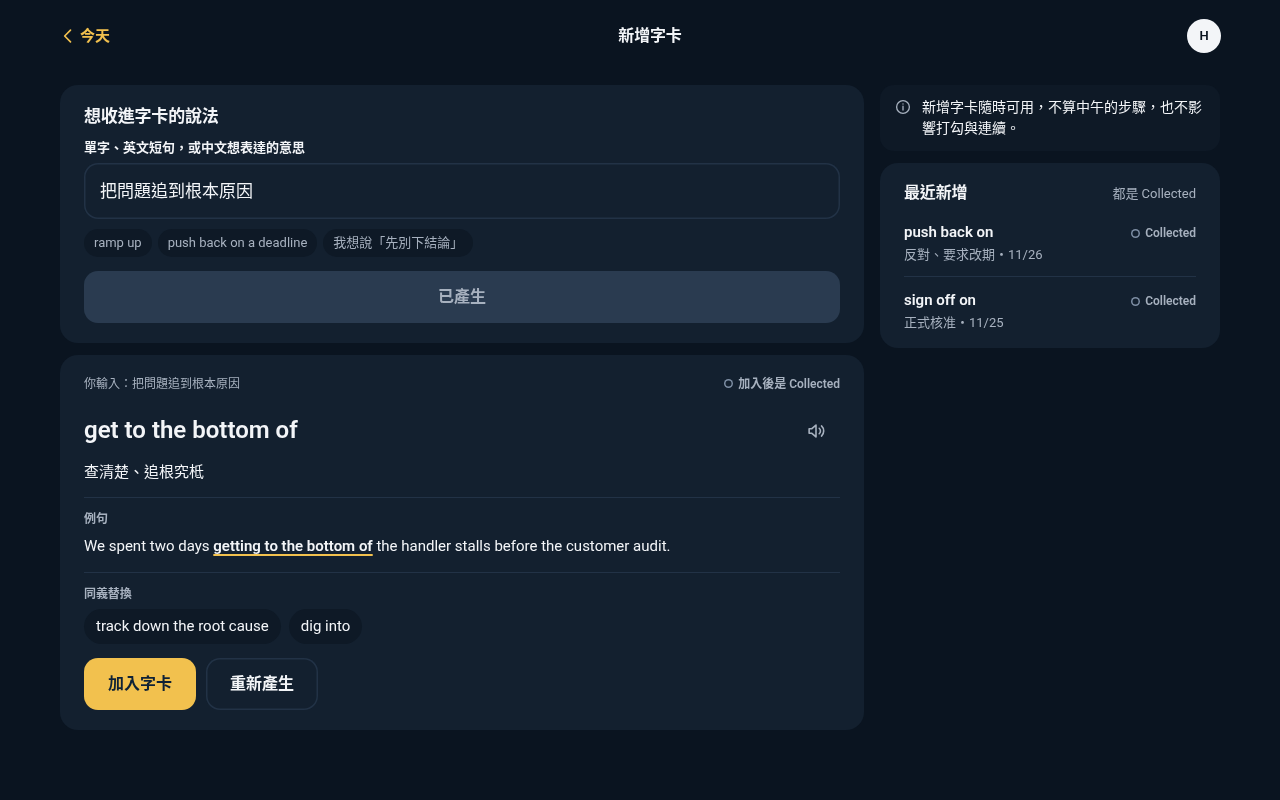 今天
新增字卡
H
想收進字卡的說法
單字、英文短句，或中文想表達的意思
把問題追到根本原因
ramp up
push back on a deadline
我想說「先別下結論」
已產生
你輸入：把問題追到根本原因
加入後是 Collected
get to the bottom of
查清楚、追根究柢
例句
We spent two days getting to the bottom of the handler stalls before the customer audit.
同義替換
track down the root cause
dig into
加入字卡
重新產生
新增字卡隨時可用，不算中午的步驟，也不影
響打勾與連續。
最近新增
都是 Collected
push back on
Collected
反對、要求改期・11/26
sign off on
Collected
正式核准・11/25